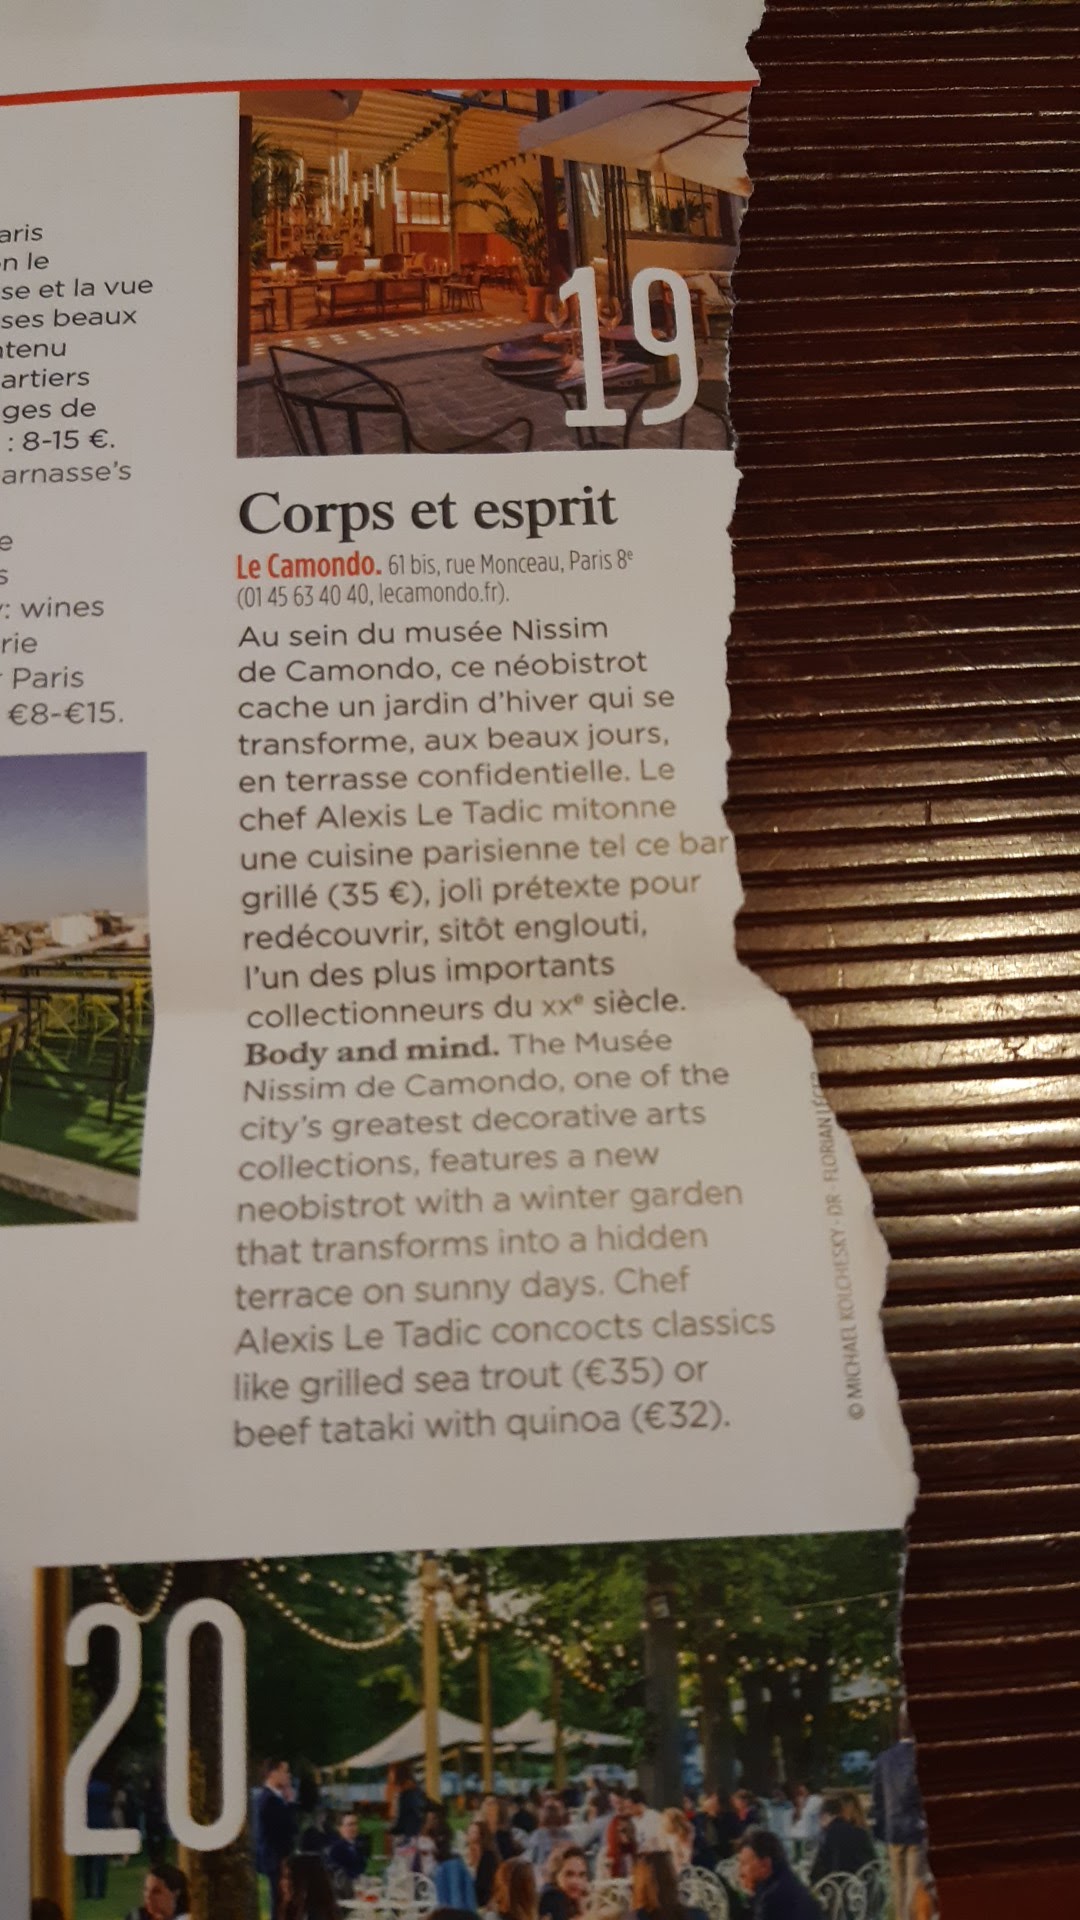 aris
n le
se et la vue
ses beaux
ntenu
artiers
ges de
: 8-15 €.
arnasse's
e
s
: wines
rie
Paris
€8-€15.
19
Corps et esprit
Le Camondo. 61 bis, rue Monceau, Paris 8e
(01 45 63 40 40, lecamondo.fr).
Au sein du musée Nissim
de Camondo, ce néobistrot
cache un jardin d'hiver qui se
transforme, aux beaux jours,
en terrasse confidentielle. Le
chef Alexis Le Tadic mitonne
une cuisine parisienne tel ce bar
grillé (35 €), joli prétexte pour
redécouvrir, sitôt englouti,
l'un des plus importants
collectionneurs du XXe siècle.
Body and mind. The Musée
Nissim de Camondo, one of the
city's greatest decorative arts
collections, features a new
neobistrot with a winter garden
that transforms into a hidden
terrace on sunny days. Chef
Alexis Le Tadic concocts classics
like grilled sea trout (€35) or
beef tataki with quinoa (€32).
© MICHAEL KOLCHESKY - DR - FLORIAN
20